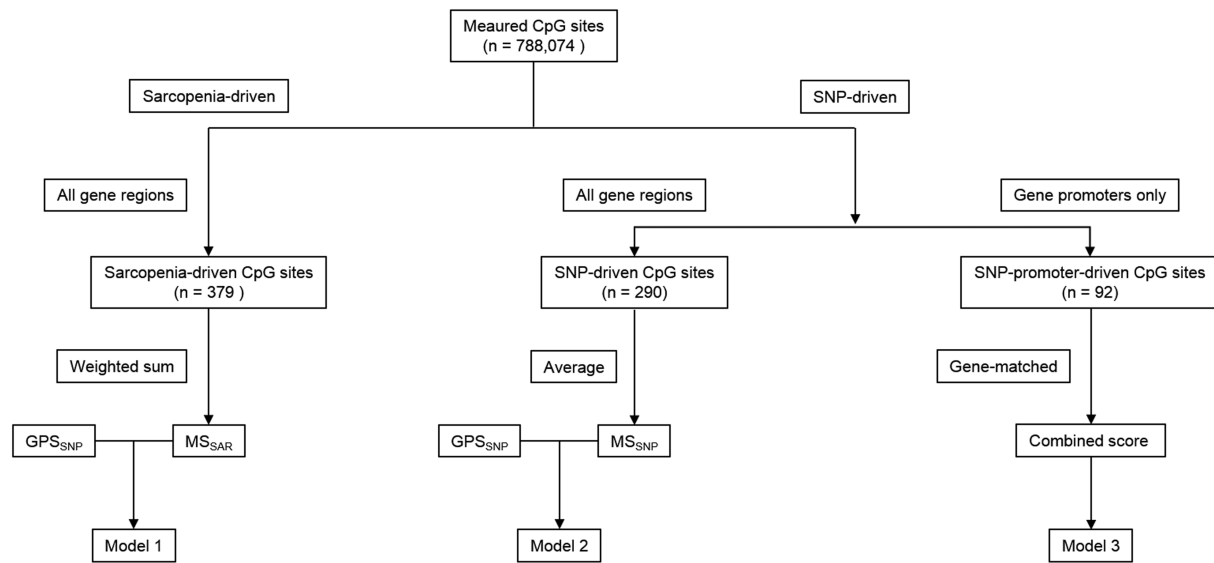 Meaured CpG sites
(n = 788,074 )
Sarcopenia-driven
SNP-driven
All gene regions
All gene regions
Gene promoters only
Sarcopenia-driven CpG sites
(n = 379 )
SNP-driven CpG sites
(n = 290)
SNP-promoter-driven CpG sites
(n = 92)
Weighted sum
Average
Gene-matched
GPSSNP
MSSAR
GPSSNP
MSSNP
Combined score
Model 1
Model 2
Model 3